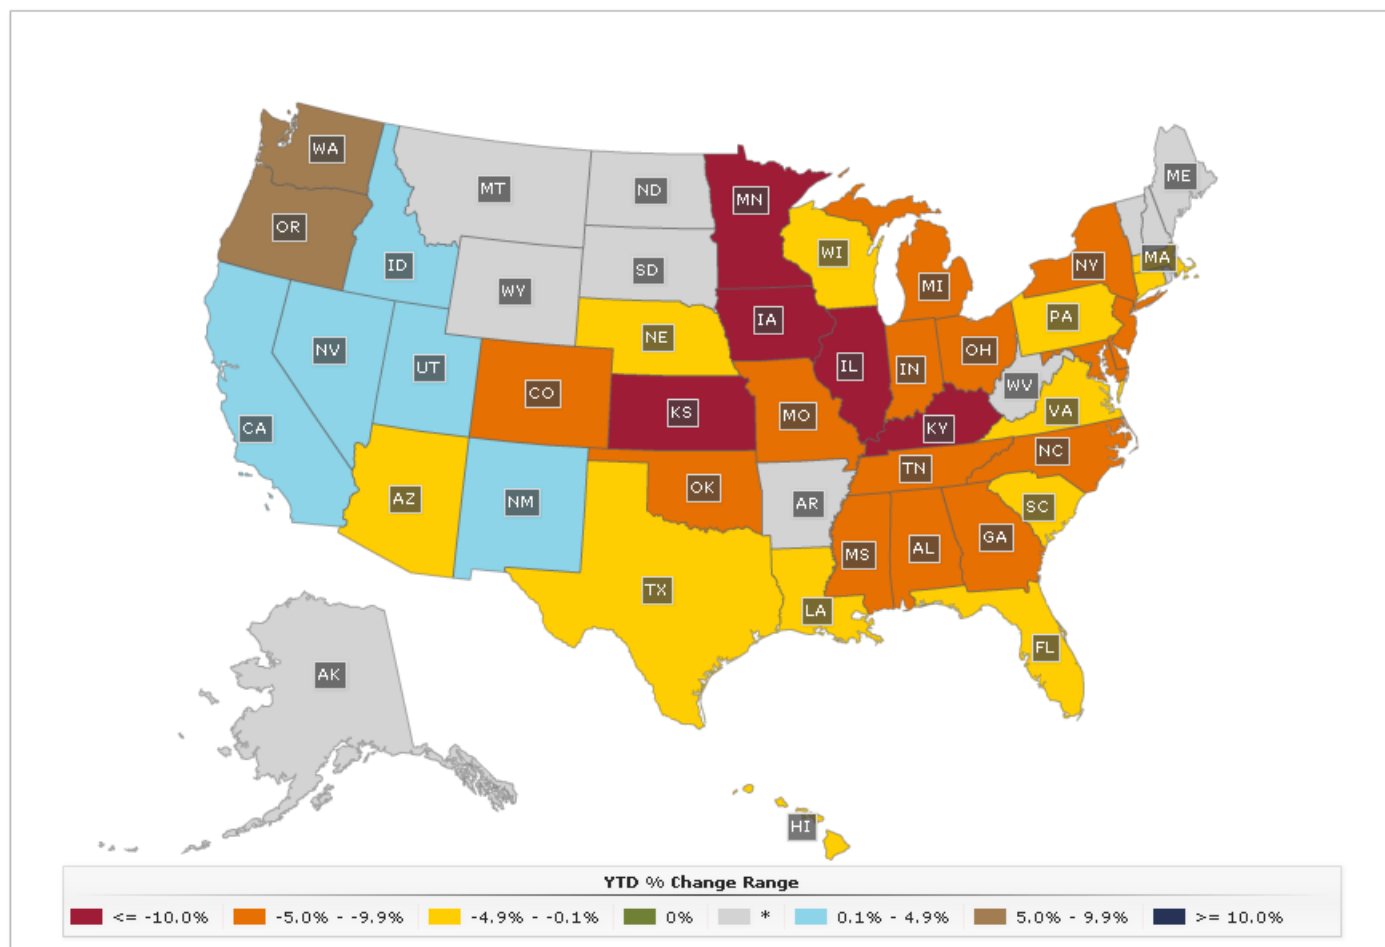 WA
MT
ND
MN
ME
OR
ID
SD
WI
MA
WY
MI
NY
NV
UT
NE
IA
IL
IN
OH
PA
CO
KS
MO
KY
WV
VA
CA
AZ
NM
OK
AR
TN
NC
SC
TX
LA
MS
AL
GA
FL
AK
HI
YTD % Change Range
<= -10.0% -5.0% - -9.9% -4.9% - -0.1% 0% * 0.1% - 4.9% 5.0% - 9.9% >= 10.0%